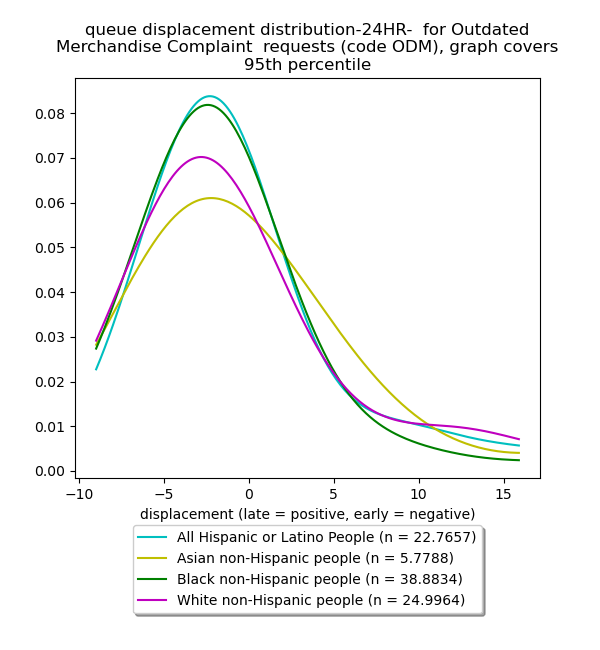 queue displacement distribution-24HR-  for Outdated
Merchandise Complaint  requests (code ODM), graph covers
95th percentile
0.08
0.07
0.06
0.05
0.04
0.03
0.02
0.01
0.00
−10 −5 0 5 10 15
displacement (late = positive, early = negative)
All Hispanic or Latino People (n = 22.7657)
Asian non-Hispanic people (n = 5.7788)
Black non-Hispanic people (n = 38.8834)
White non-Hispanic people (n = 24.9964)